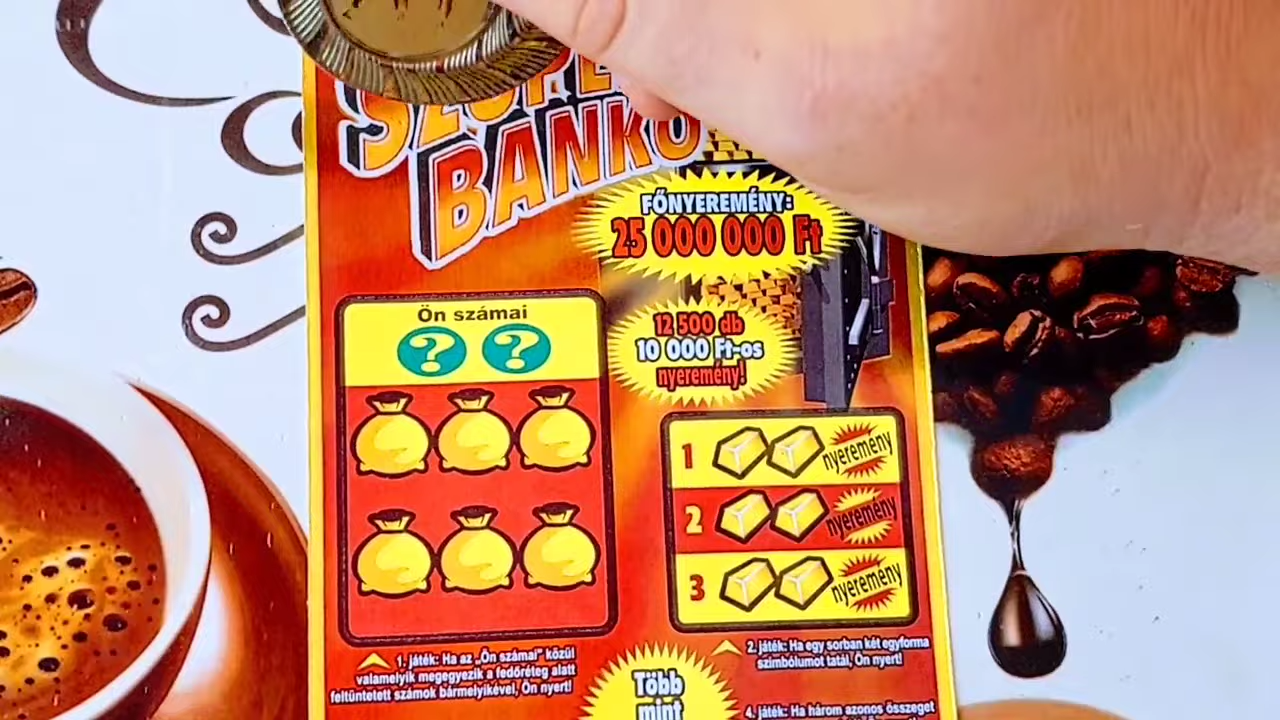 BANKÓ
FŐNYEREMÉNY:
25 000 000 Ft
12 500 db
10 000 Ft-os
nyeremény!
Ön számai
? ?
1 nyeremény
2 nyeremény
3 nyeremény
1. játék: Ha az „Ön számai” közül
valamelyik megegyezik a fedőréteg alatt
feltüntetett számok bármelyikével, Ön nyert!
2. játék: Ha egy sorban két egyforma
szimbólumot talál, Ön nyert!
Több
mint
4. játék: Ha három azonos összeget